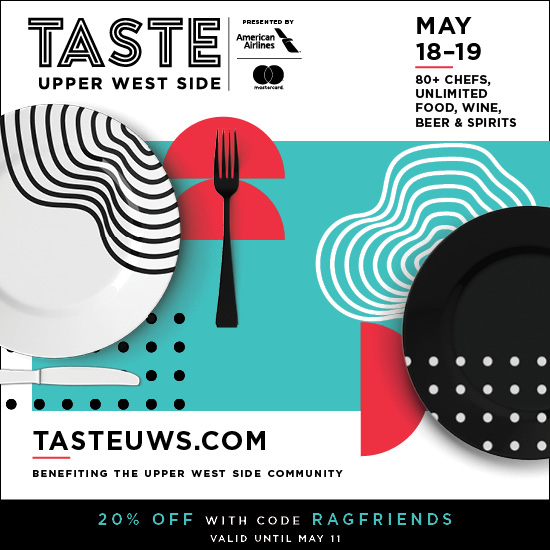 TASTE
UPPER WEST SIDE
PRESENTED BY
American
Airlines
mastercard
MAY
18–19
80+ CHEFS,
UNLIMITED
FOOD, WINE,
BEER & SPIRITS
TASTEUWS.COM
BENEFITING THE UPPER WEST SIDE COMMUNITY
20% OFF WITH CODE RAGFRIENDS
VALID UNTIL MAY 11